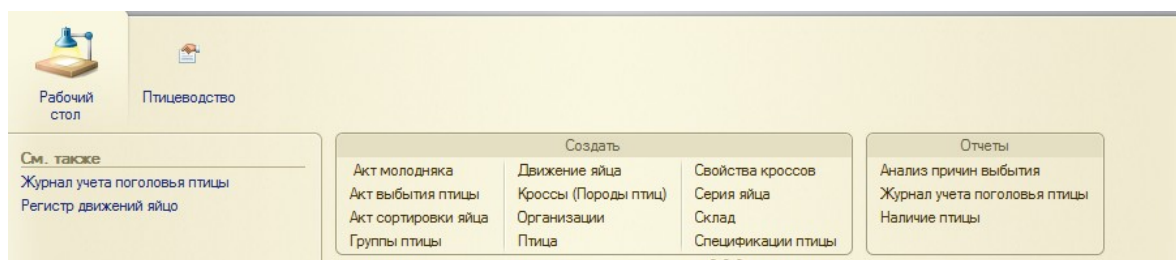 Рабочий
стол
Птицеводство
См. также
Журнал учета поголовья птицы
Регистр движений яйцо
Создать
Акт молодняка
Акт выбытия птицы
Акт сортировки яйца
Группы птицы
Движение яйца
Кроссы (Породы птиц)
Организации
Птица
Свойства кроссов
Серия яйца
Склад
Спецификации птицы
Отчеты
Анализ причин выбытия
Журнал учета поголовья птицы
Наличие птицы